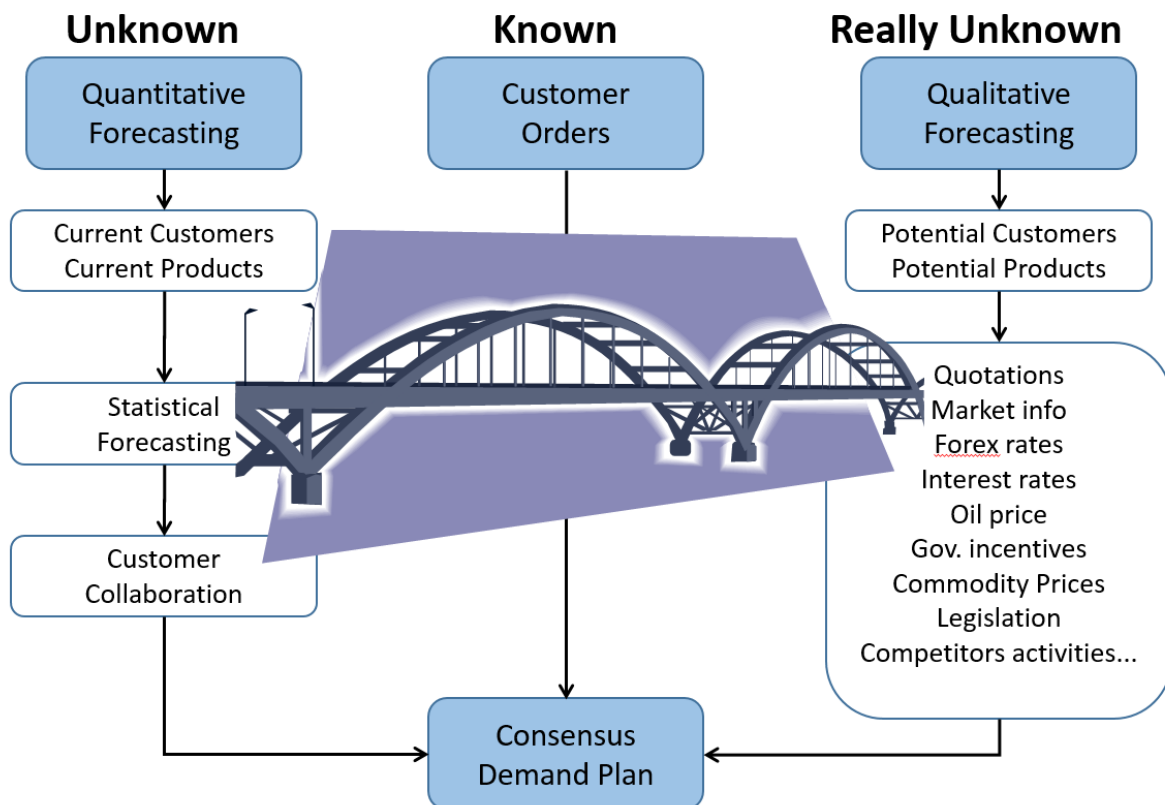 Unknown
Known
Really Unknown
Quantitative
Forecasting
Customer
Orders
Qualitative
Forecasting
Current Customers
Current Products
Potential Customers
Potential Products
Statistical
Forecasting
Customer
Collaboration
Quotations
Market info
Forex rates
Interest rates
Oil price
Gov. incentives
Commodity Prices
Legislation
Competitors activities...
Consensus
Demand Plan